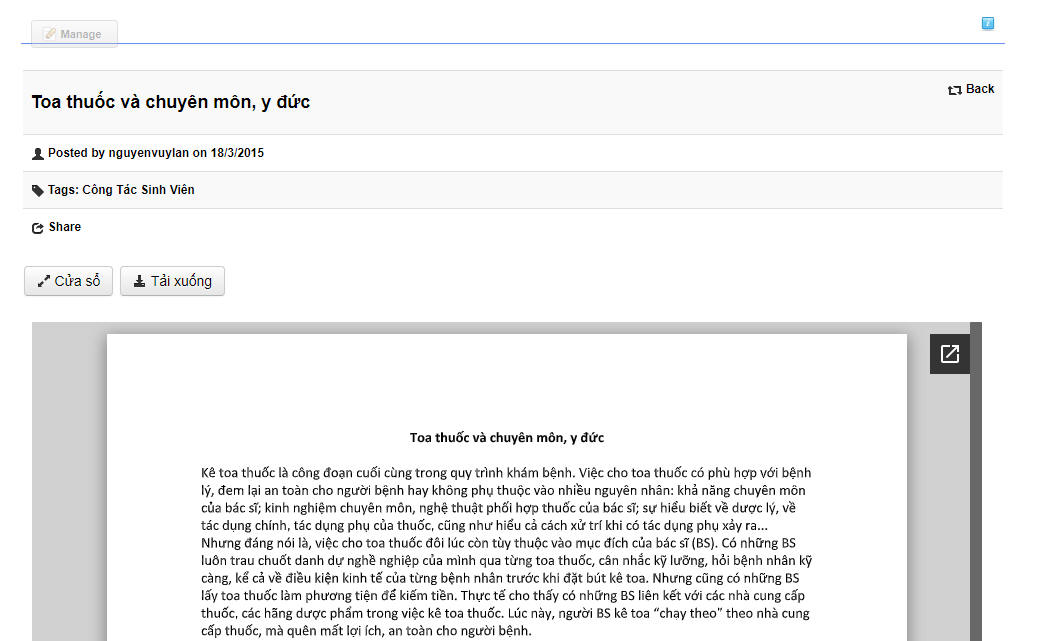 Manage
Toa thuốc và chuyên môn, y đức
Back
Posted by nguyenvuylan on 18/3/2015
Tags: Công Tác Sinh Viên
Share
Cửa sổ
Tải xuống
Toa thuốc và chuyên môn, y đức
Kê toa thuốc là công đoạn cuối cùng trong quy trình khám bệnh. Việc cho toa thuốc có phù hợp với bệnh
lý, đem lại an toàn cho người bệnh hay không phụ thuộc vào nhiều nguyên nhân: khả năng chuyên môn
của bác sĩ; kinh nghiệm chuyên môn, nghệ thuật phối hợp thuốc của bác sĩ; sự hiểu biết về dược lý, về
tác dụng chính, tác dụng phụ của thuốc, cũng như hiểu cả cách xử trí khi có tác dụng phụ xảy ra...
Nhưng đáng nói là, việc cho toa thuốc đôi lúc còn tùy thuộc vào mục đích của bác sĩ (BS). Có những BS
luôn trau chuốt danh dự nghề nghiệp của mình qua từng toa thuốc, cân nhắc kỹ lưỡng, hỏi bệnh nhân kỹ
càng, kể cả về điều kiện kinh tế của từng bệnh nhân trước khi đặt bút kê toa. Nhưng cũng có những BS
lấy toa thuốc làm phương tiện để kiếm tiền. Thực tế cho thấy có những BS liên kết với các nhà cung cấp
thuốc, các hãng dược phẩm trong việc kê toa thuốc. Lúc này, người BS kê toa “chạy theo” theo nhà cung
cấp thuốc, mà quên mất lợi ích, an toàn cho người bệnh.